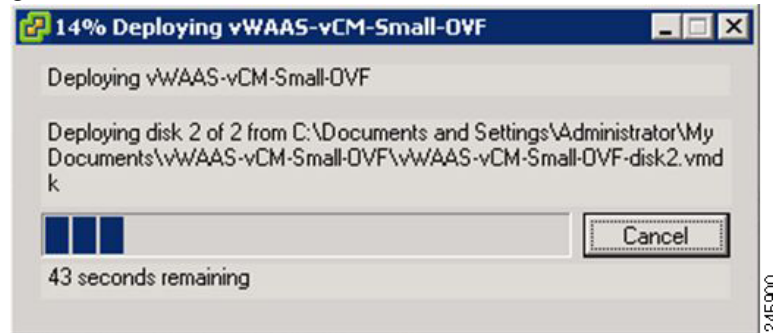 14% Deploying vWAAS-vCM-Small-OVF
Deploying vWAAS-vCM-Small-OVF
Deploying disk 2 of 2 from C:\Documents and Settings\Administrator\My
Documents\vWAAS-vCM-Small-OVF\vWAAS-vCM-Small-OVF-disk2.vmd
k
Cancel
43 seconds remaining
345900